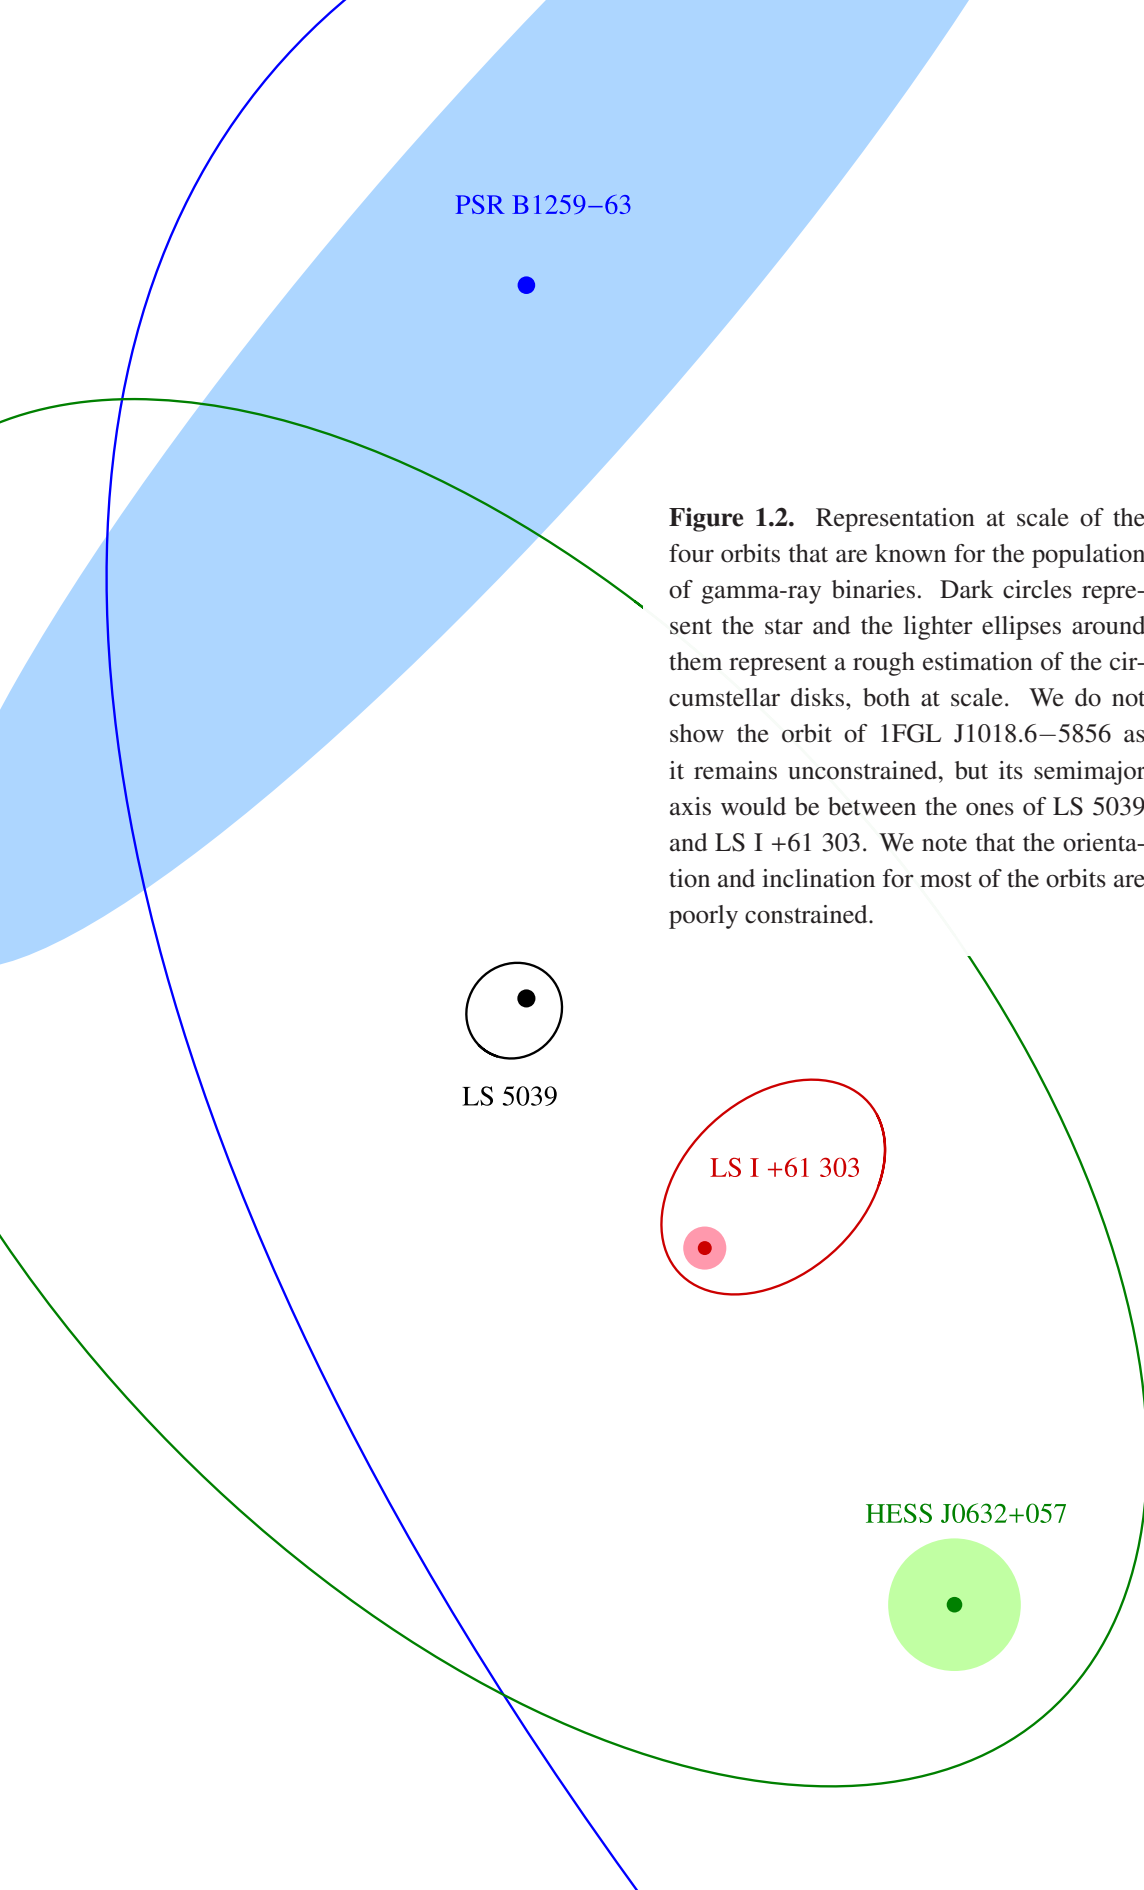 PSR B1259−63
Figure 1.2. Representation at scale of the
four orbits that are known for the population
of gamma-ray binaries. Dark circles repre-
sent the star and the lighter ellipses around
them represent a rough estimation of the cir-
cumstellar disks, both at scale. We do not
show the orbit of 1FGL J1018.6−5856 as
it remains unconstrained, but its semimajor
axis would be between the ones of LS 5039
and LS I +61 303. We note that the orienta-
tion and inclination for most of the orbits are
poorly constrained.
LS 5039
LS I +61 303
HESS J0632+057